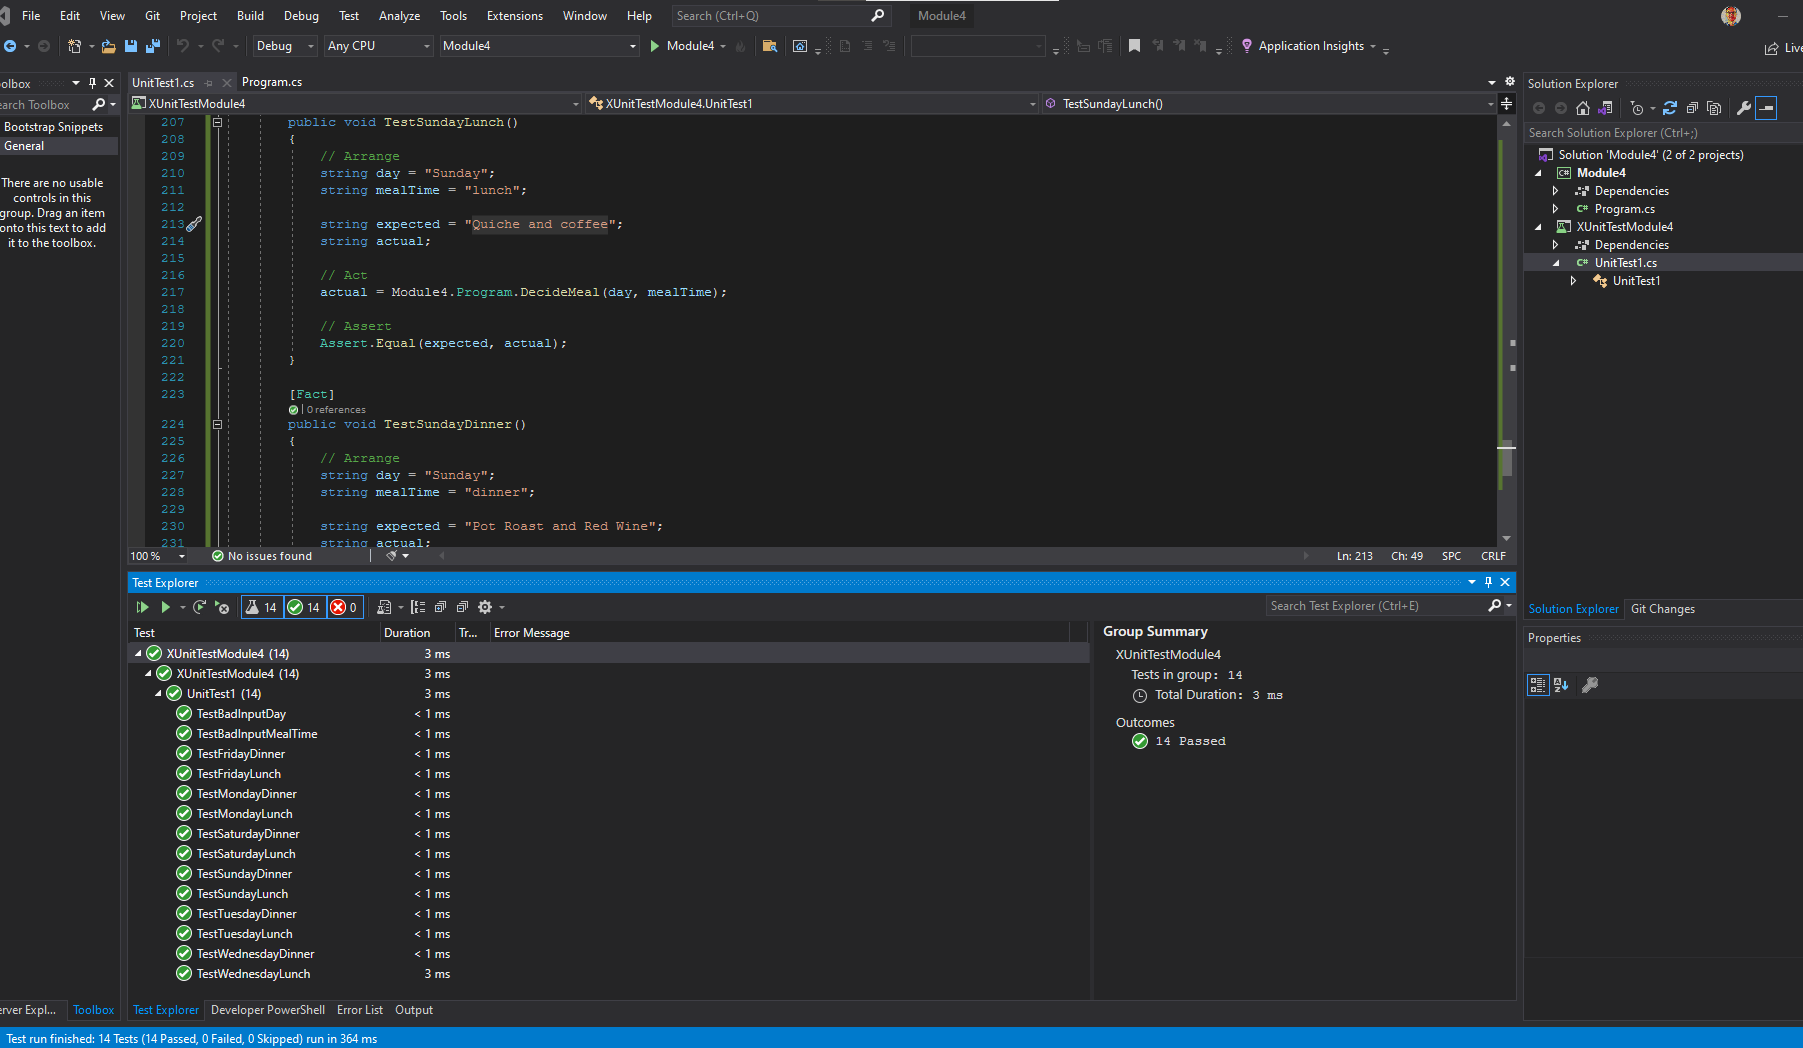 File Edit View Git Project Build Debug Test Analyze Tools Extensions Window Help Search (Ctrl+Q) Module4
Debug Any CPU Module4 Module4 Application Insights Live
oolbox
earch Toolbox
Bootstrap Snippets
General
There are no usable
controls in this
group. Drag an item
onto this text to add
it to the toolbox.
UnitTest1.cs Program.cs
XUnitTestModule4 XUnitTestModule4.UnitTest1 TestSundayLunch()
207 public void TestSundayLunch()
208 {
209 // Arrange
210 string day = "Sunday";
211 string mealTime = "lunch";
212
213 string expected = "Quiche and coffee";
214 string actual;
215
216 // Act
217 actual = Module4.Program.DecideMeal(day, mealTime);
218
219 // Assert
220 Assert.Equal(expected, actual);
221 }
222
223 [Fact]
0 references
224 public void TestSundayDinner()
225 {
226 // Arrange
227 string day = "Sunday";
228 string mealTime = "dinner";
229
230 string expected = "Pot Roast and Red Wine";
231 string actual;
100 % No issues found Ln: 213 Ch: 49 SPC CRLF
Test Explorer
14 14 0 Search Test Explorer (Ctrl+E)
Test Duration Tr... Error Message
XUnitTestModule4 (14) 3 ms
XUnitTestModule4 (14) 3 ms
UnitTest1 (14) 3 ms
TestBadInputDay < 1 ms
TestBadInputMealTime < 1 ms
TestFridayDinner < 1 ms
TestFridayLunch < 1 ms
TestMondayDinner < 1 ms
TestMondayLunch < 1 ms
TestSaturdayDinner < 1 ms
TestSaturdayLunch < 1 ms
TestSundayDinner < 1 ms
TestSundayLunch < 1 ms
TestTuesdayDinner < 1 ms
TestTuesdayLunch < 1 ms
TestWednesdayDinner < 1 ms
TestWednesdayLunch 3 ms
Group Summary
XUnitTestModule4
Tests in group: 14
Total Duration: 3 ms
Outcomes
14 Passed
Solution Explorer
Search Solution Explorer (Ctrl+;)
Solution 'Module4' (2 of 2 projects)
C# Module4
Dependencies
C# Program.cs
XUnitTestModule4
Dependencies
C# UnitTest1.cs
UnitTest1
Solution Explorer Git Changes
Properties
erver Expl... Toolbox Test Explorer Developer PowerShell Error List Output
Test run finished: 14 Tests (14 Passed, 0 Failed, 0 Skipped) run in 364 ms